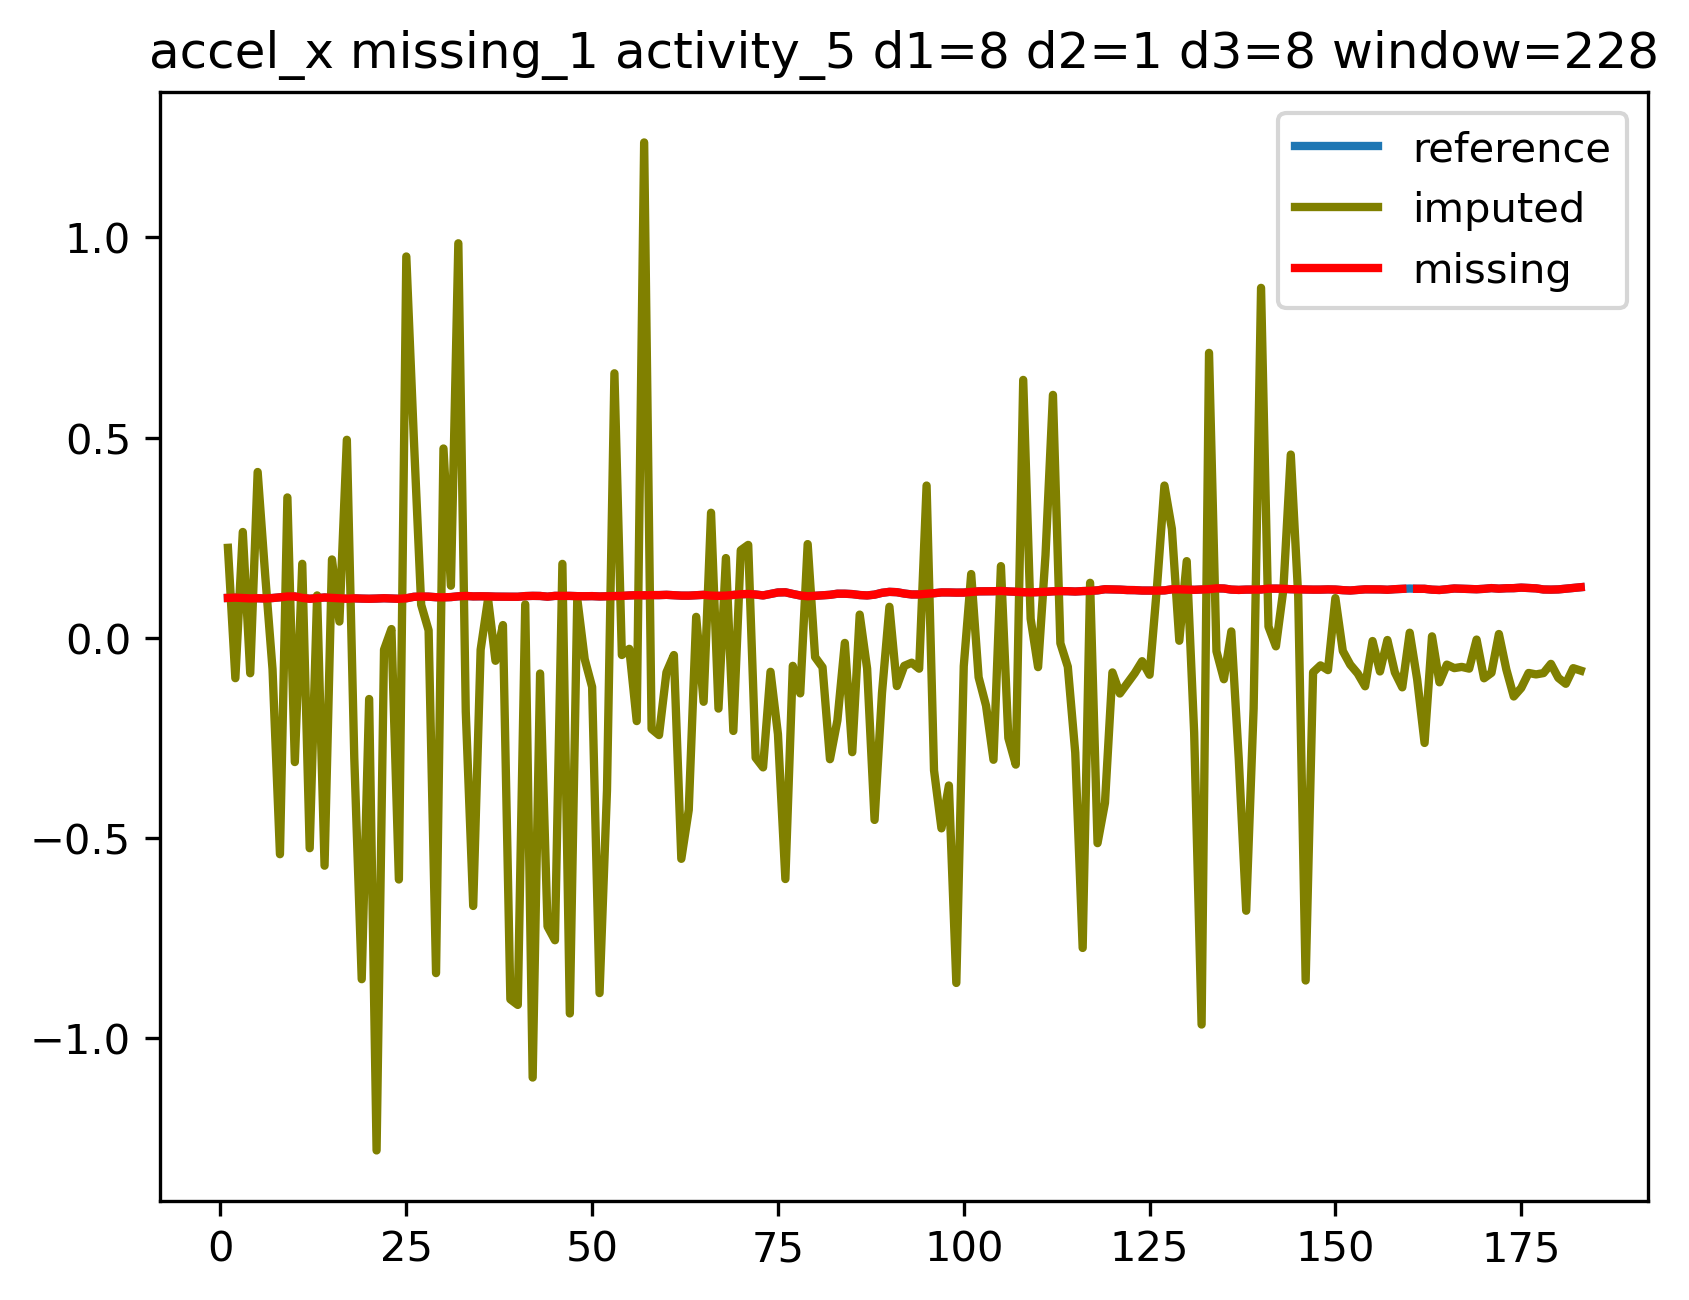 accel_x missing_1 activity_5 d1=8 d2=1 d3=8 window=228
reference
imputed
missing
1.0
0.5
0.0
−0.5
−1.0
0 25 50 75 100 125 150 175